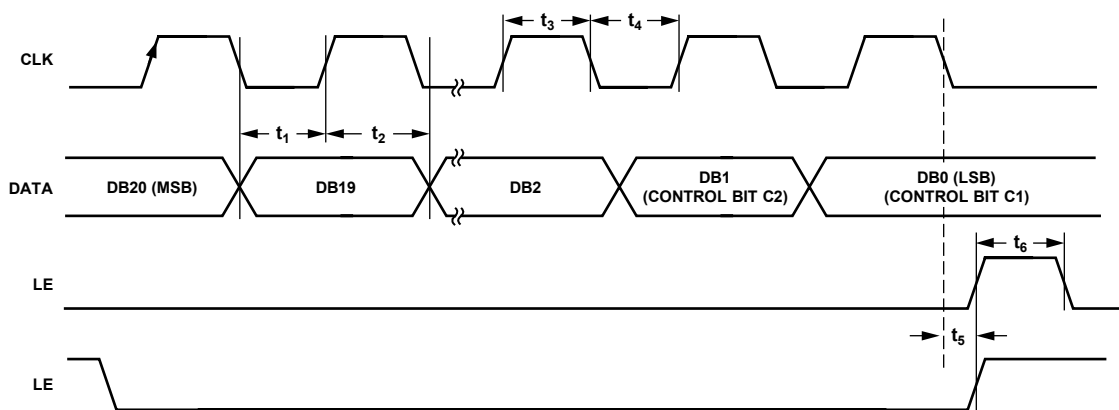 t₃ t₄
CLK
t₁ t₂
DATA
DB20 (MSB)
DB19
DB2
DB1
(CONTROL BIT C2)
DB0 (LSB)
(CONTROL BIT C1)
t₆
LE
t₅
LE